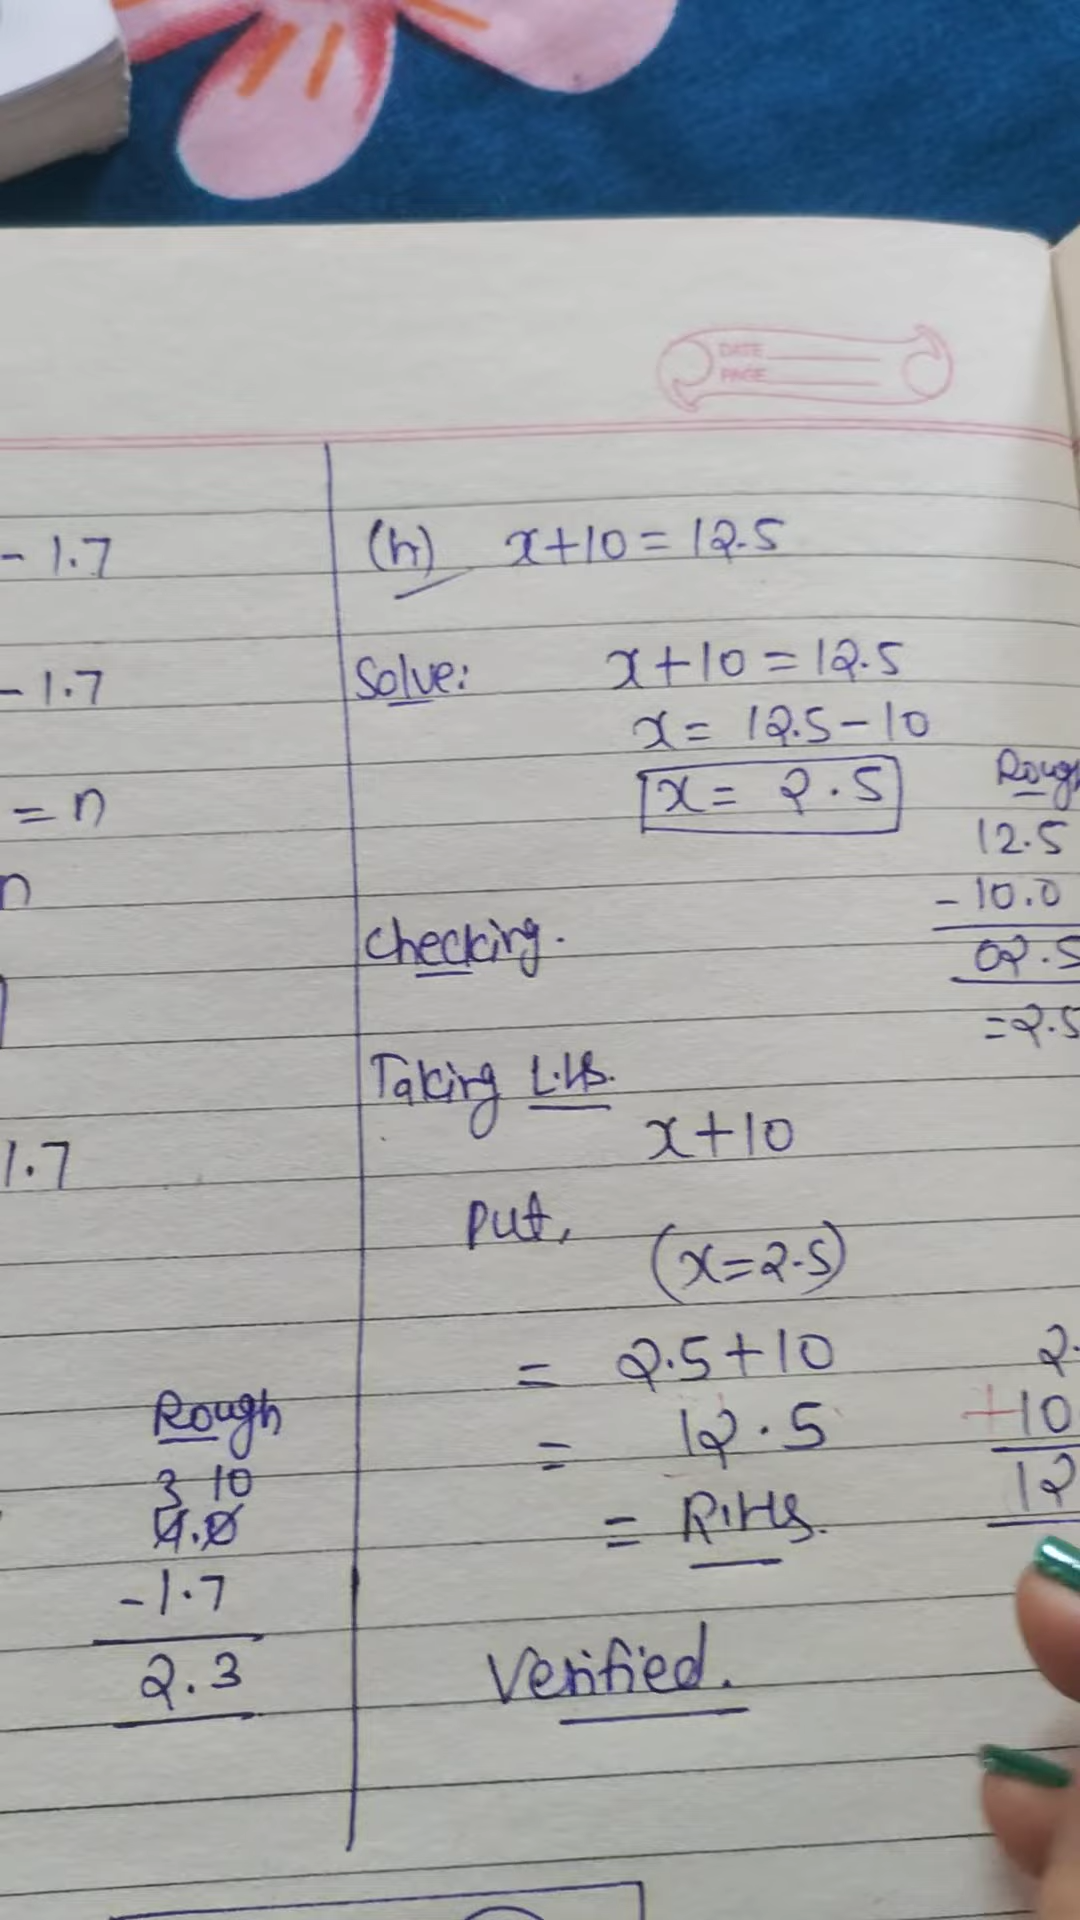 DATE
PAGE
- 1.7
- 1.7
= n
n
1.7
Rough
3 10
4.0
-1.7
2.3
(h) x+10=12.5
Solve: x+10=12.5
x= 12.5-10
x= 2.5
Rough
12.5
- 10.0
02.5
=2.5
Checking.
Taking L.H.S.
x+10
Put,
(x=2.5)
= 2.5+10
= 12.5
= R.H.S.
2.
+10
12
Verified.